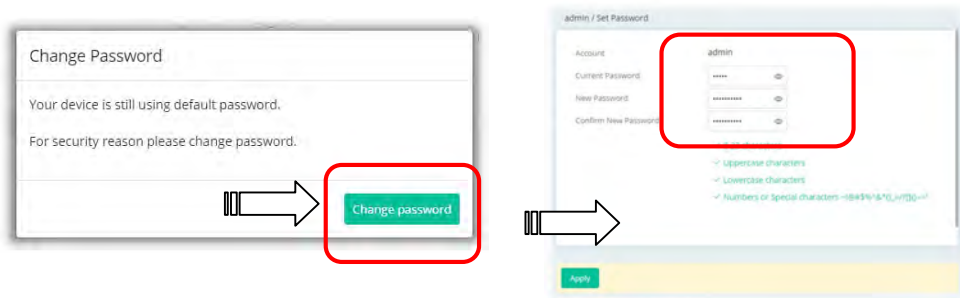 Change Password
Your device is still using default password.
For security reason please change password.
Change password
admin / Set Password
Account admin
Current Password •••••
New Password ••••••••••
Confirm New Password ••••••••••
characters
✓ Uppercase characters
✓ Lowercase characters
✓ Numbers or Special characters
Apply